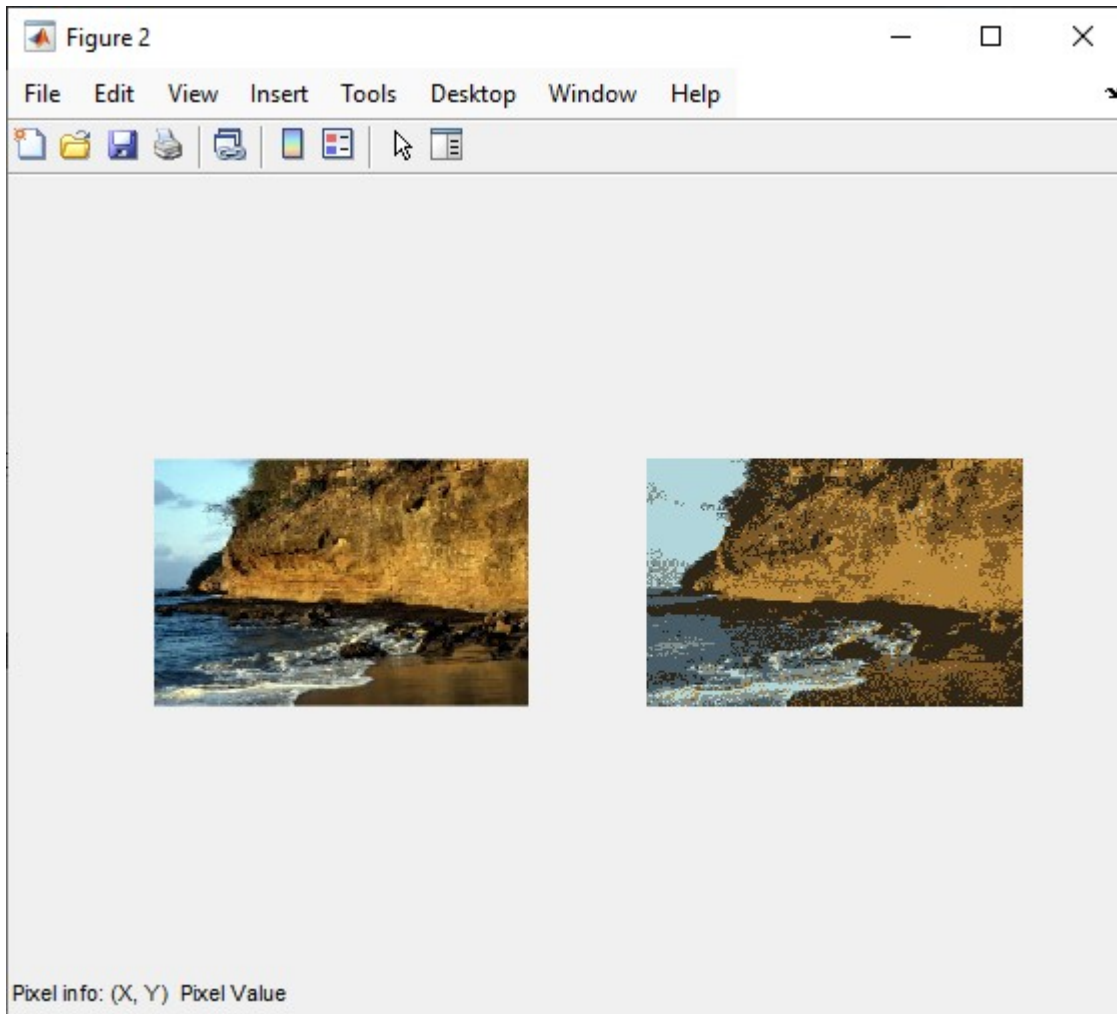 Figure 2
File Edit View Insert Tools Desktop Window Help
Pixel info: (X, Y) Pixel Value